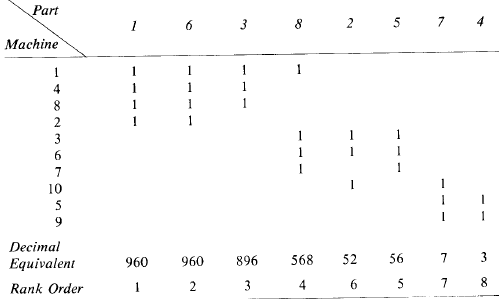 Part
1 6 3 8 2 5 7 4
Machine
1 1 1 1 1
4 1 1 1
8 1 1 1
2 1 1
3 1 1 1
6 1 1 1
7 1 1
10 1 1
5 1 1
9 1 1
Decimal
Equivalent 960 960 896 568 52 56 7 3
Rank Order 1 2 3 4 6 5 7 8